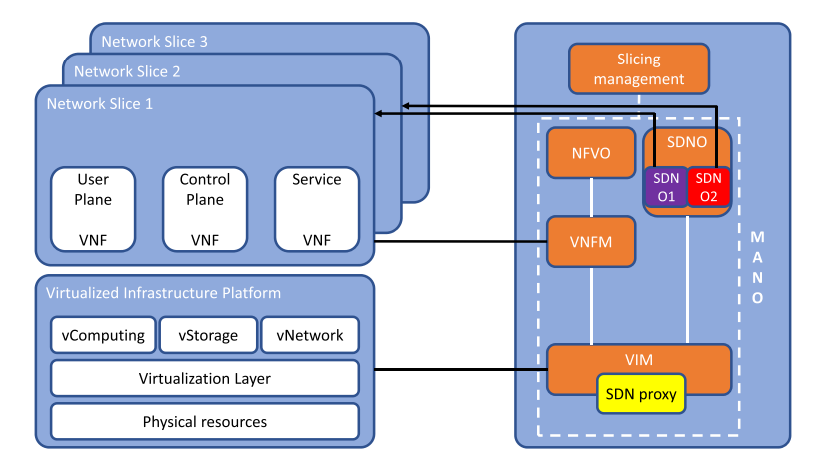 Network Slice 3
Network Slice 2
Network Slice 1
User
Plane
VNF
Control
Plane
VNF
Service
VNF
Virtualized Infrastructure Platform
vComputing
vStorage
vNetwork
Virtualization Layer
Physical resources
Slicing
management
NFVO
SDNO
SDN
O1
SDN
O2
VNFM
VIM
SDN proxy
M
A
N
O